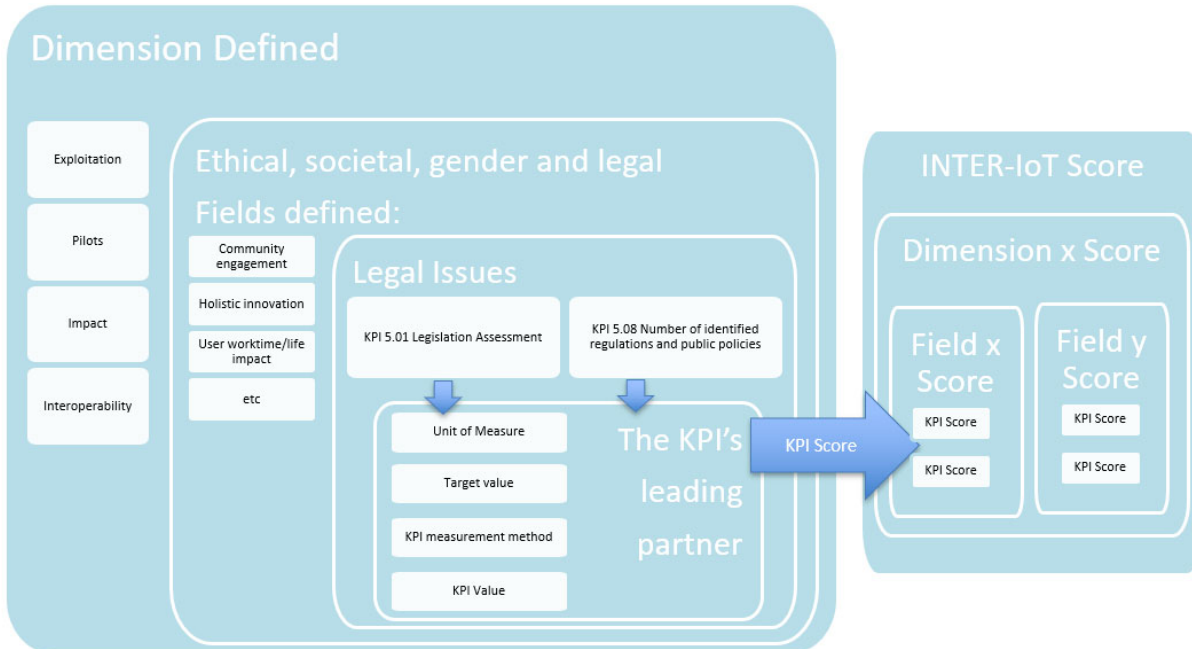 Dimension Defined
Exploitation
Pilots
Impact
Interoperability
Ethical, societal, gender and legal
Fields defined:
Community
engagement
Holistic innovation
User worktime/life
impact
etc
Legal Issues
KPI 5.01 Legislation Assessment
KPI 5.08 Number of identified
regulations and public policies
Unit of Measure
Target value
KPI measurement method
KPI Value
The KPI's
leading
partner
KPI Score
INTER-IoT Score
Dimension x Score
Field x
Score
KPI Score
KPI Score
Field y
Score
KPI Score
KPI Score